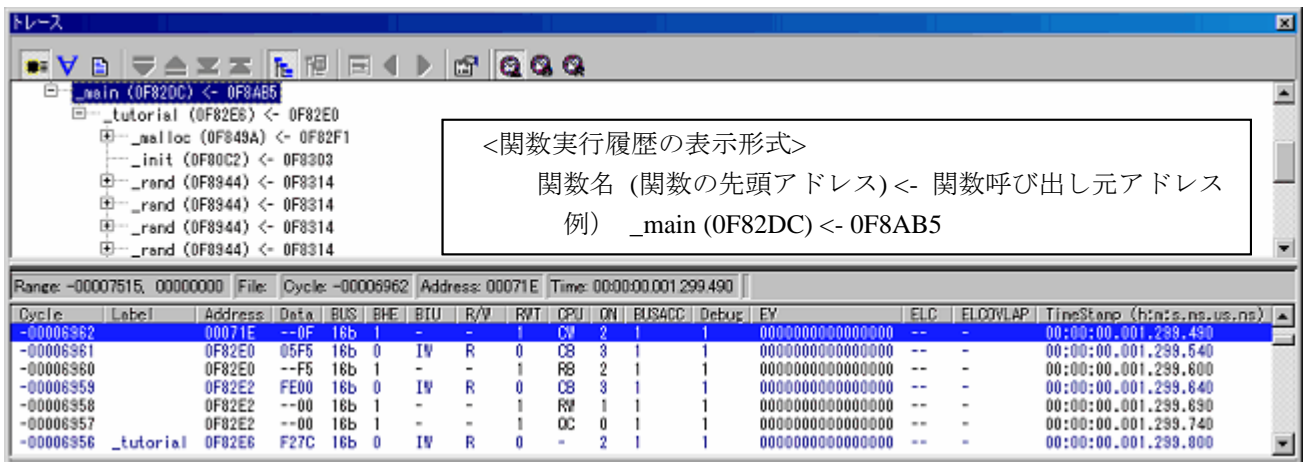 トレース
_main (0F82DC) <- 0F8AB5
_tutorial (0F82E6) <- 0F82E0
_malloc (0F849A) <- 0F82F1
_init (0F80C2) <- 0F8303
_rand (0F8944) <- 0F8314
_rand (0F8944) <- 0F8314
_rand (0F8944) <- 0F8314
_rand (0F8944) <- 0F8314
<関数実行履歴の表示形式>
関数名 (関数の先頭アドレス) <- 関数呼び出し元アドレス
例） _main (0F82DC) <- 0F8AB5
Range: -00007515, 00000000 File: Cycle: -00006962 Address: 00071E Time: 00:00:00.001.299.490
Cycle Label Address Data BUS BHE BIU R/W RWT CPU QN BUSACC Debug EV ELC ELCOVLAP TimeStamp (h:m:s.ms.us.ns)
-00006962 00071E --0F 16b 1 - - 1 CW 2 1 1 0000000000000000 -- - 00:00:00.001.299.490
-00006961 0F82E0 05F5 16b 0 IW R 0 CB 3 1 1 0000000000000000 -- - 00:00:00.001.299.540
-00006960 0F82E0 --F5 16b 1 - - 1 RB 2 1 1 0000000000000000 -- - 00:00:00.001.299.600
-00006959 0F82E2 FE00 16b 0 IW R 0 CB 3 1 1 0000000000000000 -- - 00:00:00.001.299.640
-00006958 0F82E2 --00 16b 1 - - 1 RW 1 1 1 0000000000000000 -- - 00:00:00.001.299.690
-00006957 0F82E2 --00 16b 1 - - 1 OC 0 1 1 0000000000000000 -- - 00:00:00.001.299.740
-00006956 _tutorial 0F82E6 F27C 16b 0 IW R 0 - 2 1 1 0000000000000000 -- - 00:00:00.001.299.800